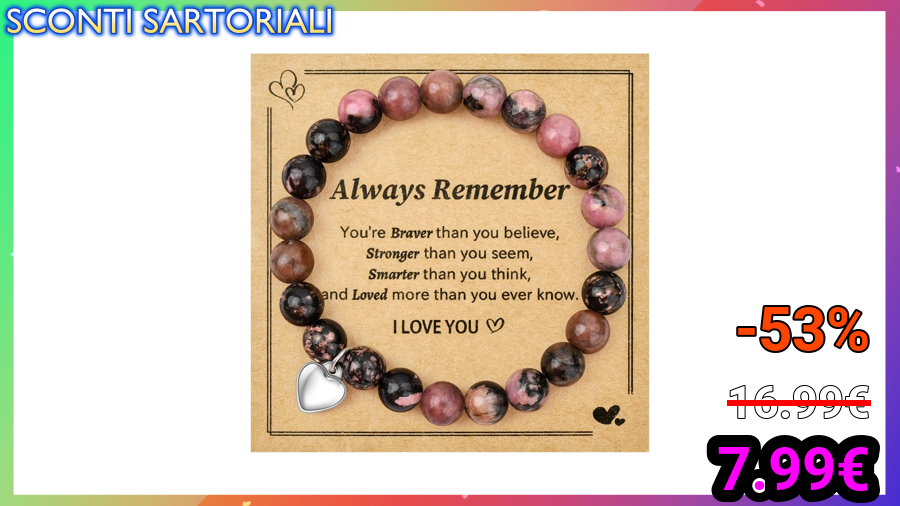 SCONTI SARTORIALI
Always Remember
You're Braver than you believe,
Stronger than you seem,
Smarter than you think,
and Loved more than you ever know.
I LOVE YOU
-53%
16.99€
7.99€